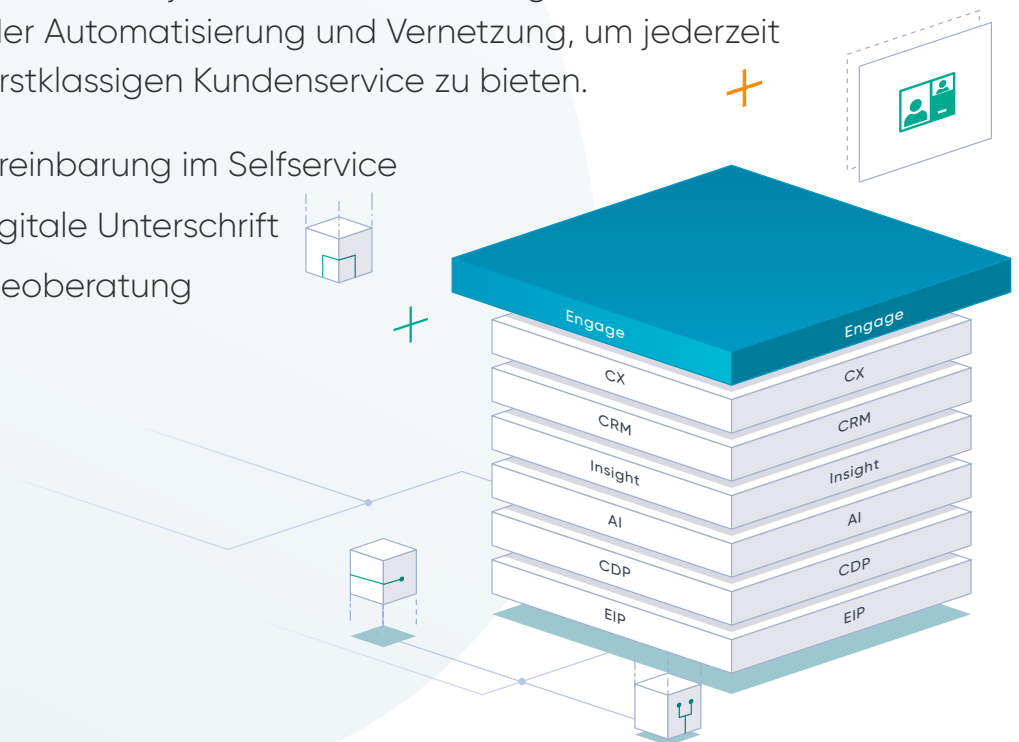 der Automatisierung und Vernetzung, um jederzeit
rstklassigen Kundenservice zu bieten.
reinbarung im Selfservice
gitale Unterschrift
eoberatung
Engage Engage
CX CX
CRM CRM
Insight Insight
AI AI
CDP CDP
EIP EIP